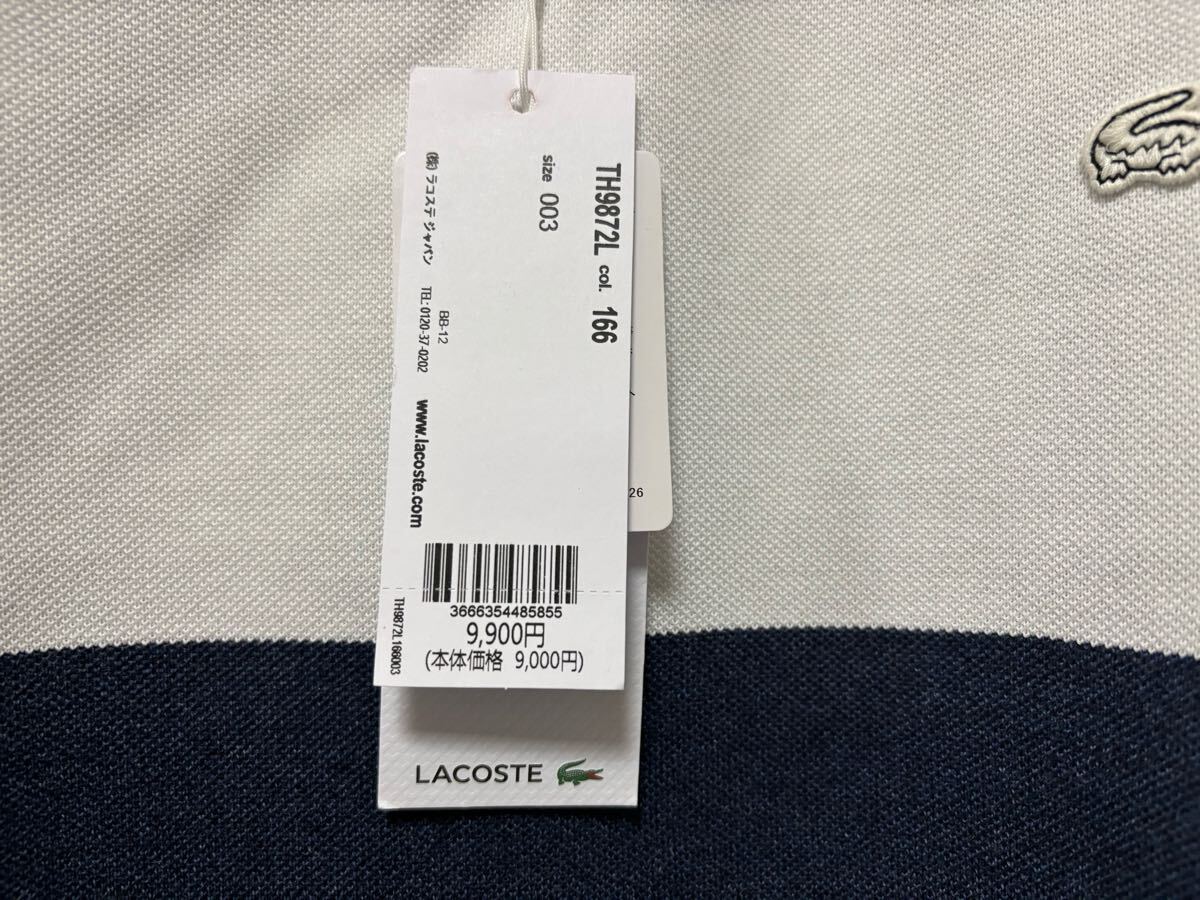 TH9872L col. 166
size 003
BB-12
(株) ラコステ ジャパン TEL: 0120-37-0202 www.lacoste.com
3666354485855
9,900円
(本体価格 9,000円)
TH9872L166003
26
LACOSTE